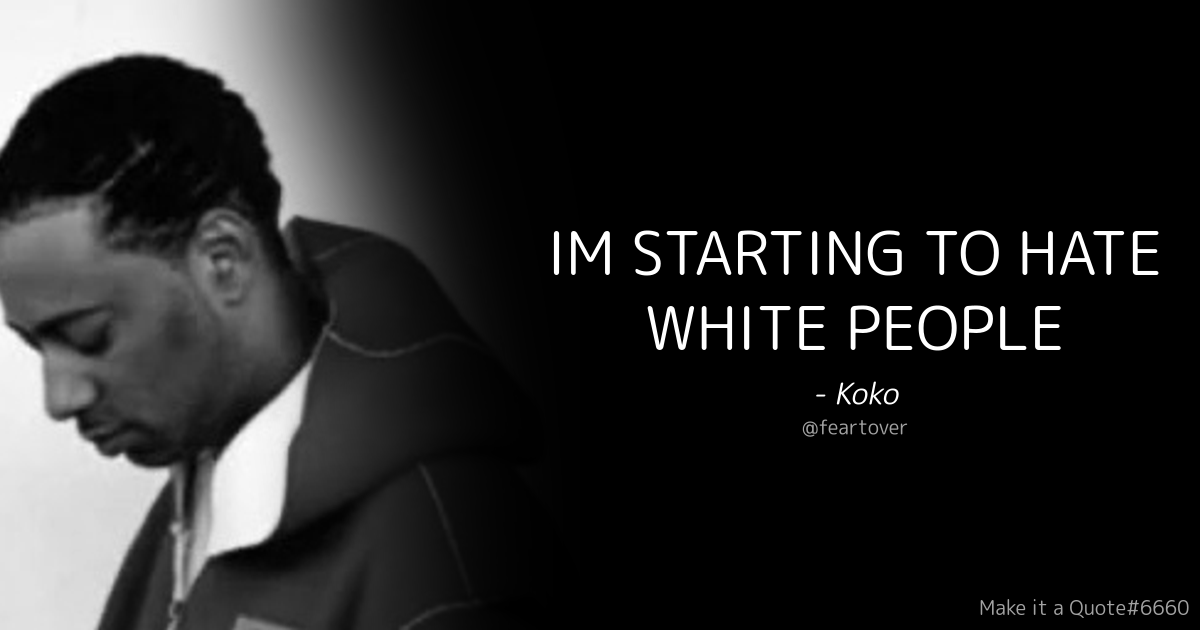 IM STARTING TO HATE
WHITE PEOPLE
- Koko
@feartover
Make it a Quote#6660